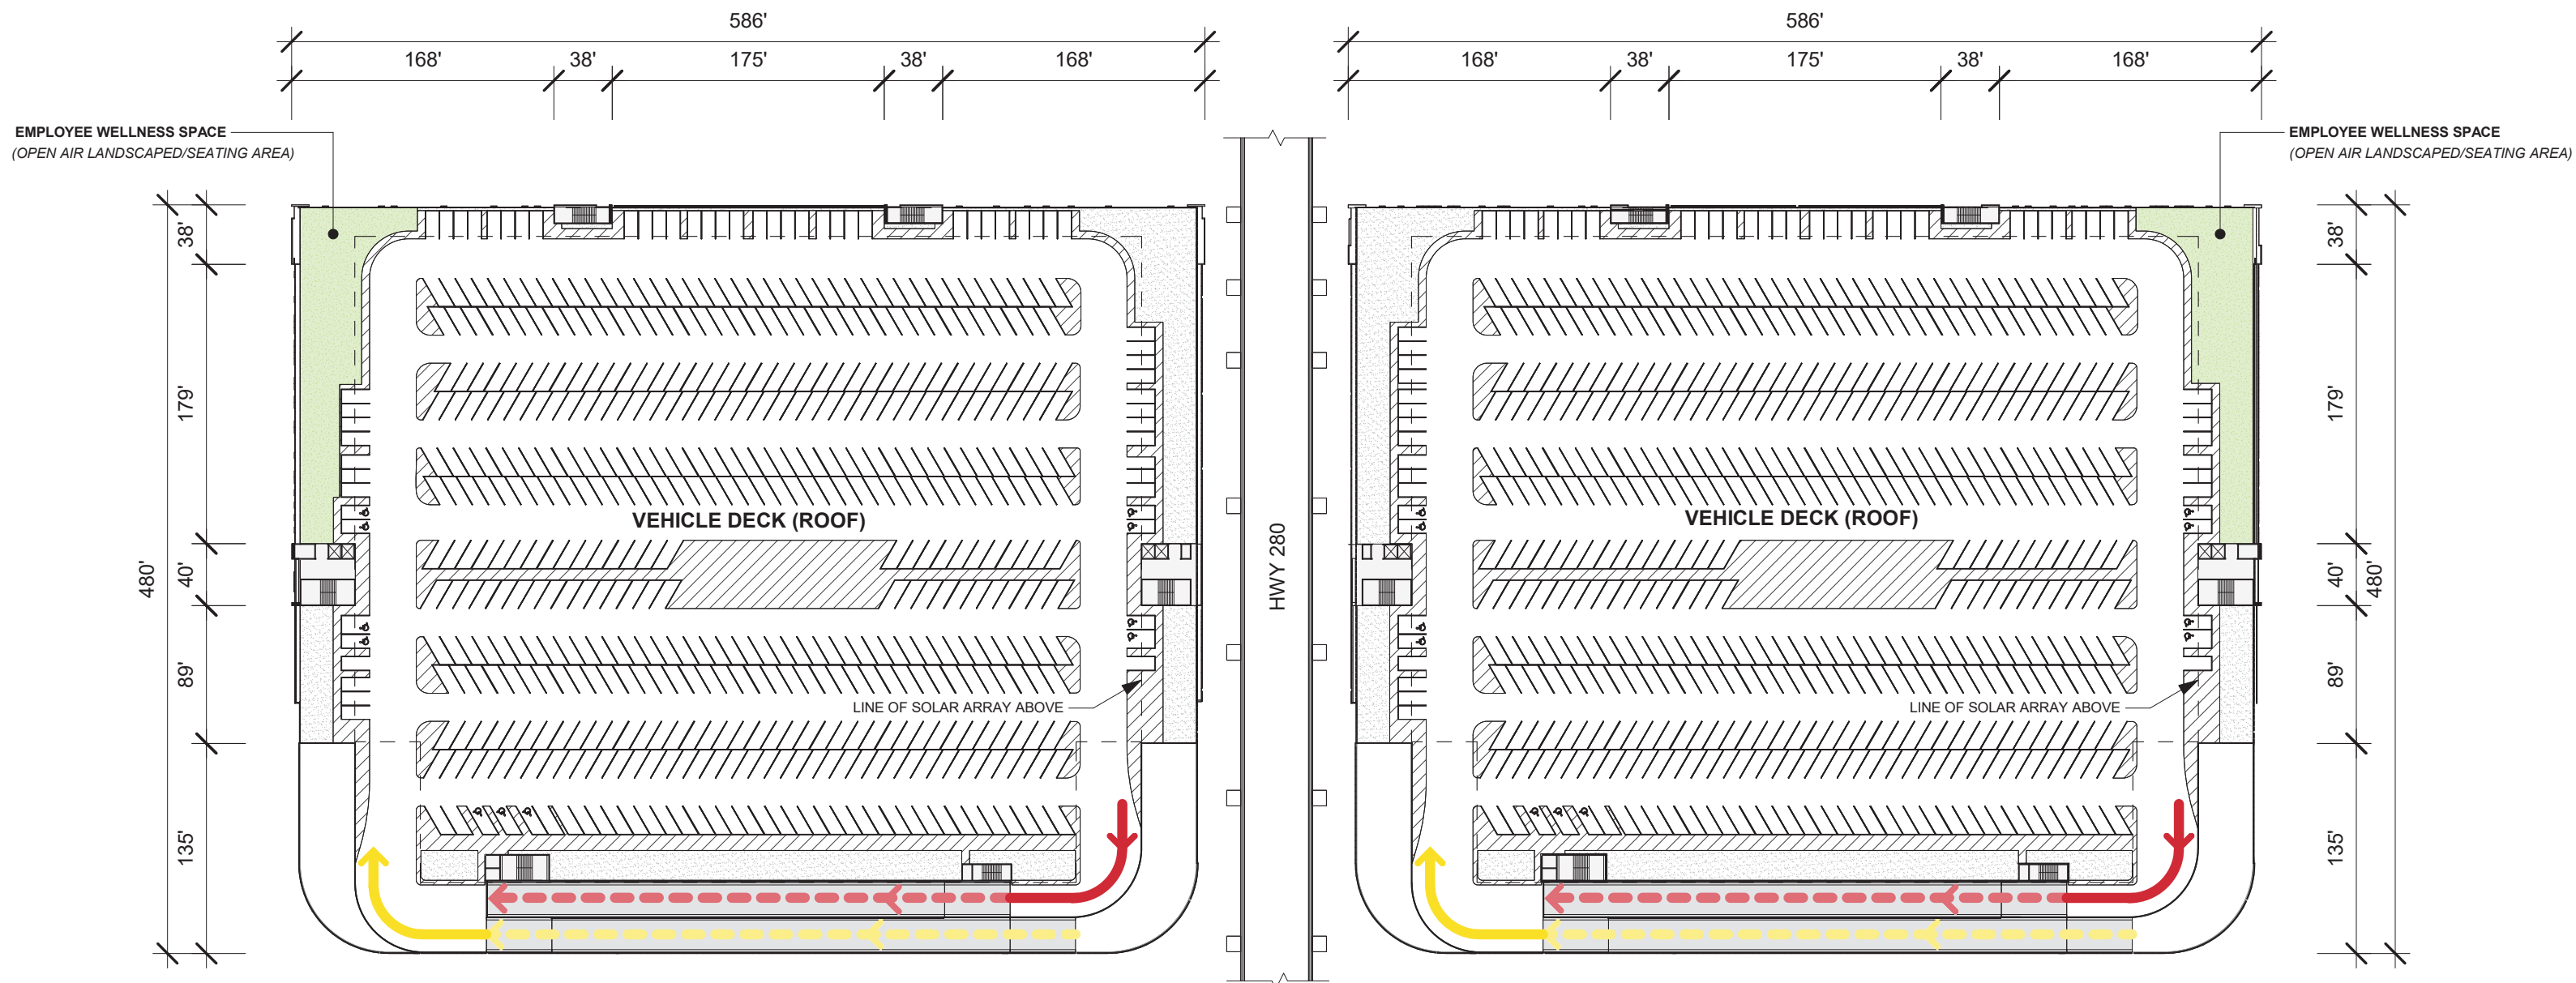 586'
168'
38'
175'
38'
168'
586'
168'
38'
175'
38'
168'
EMPLOYEE WELLNESS SPACE
(OPEN AIR LANDSCAPED/SEATING AREA)
EMPLOYEE WELLNESS SPACE
(OPEN AIR LANDSCAPED/SEATING AREA)
480'
38'
179'
40'
89'
135'
VEHICLE DECK (ROOF)
LINE OF SOLAR ARRAY ABOVE
HWY 280
VEHICLE DECK (ROOF)
LINE OF SOLAR ARRAY ABOVE
38'
179'
40'
89'
135'
480'